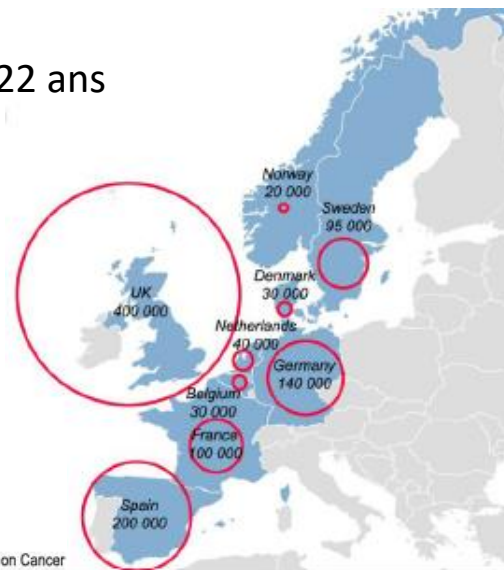 22 ans
Norway
20 000
Sweden
95 000
Denmark
30 000
UK
400 000
Netherlands
40 000
Germany
140 000
Belgium
30 000
France
100 000
Spain
200 000
on Cancer